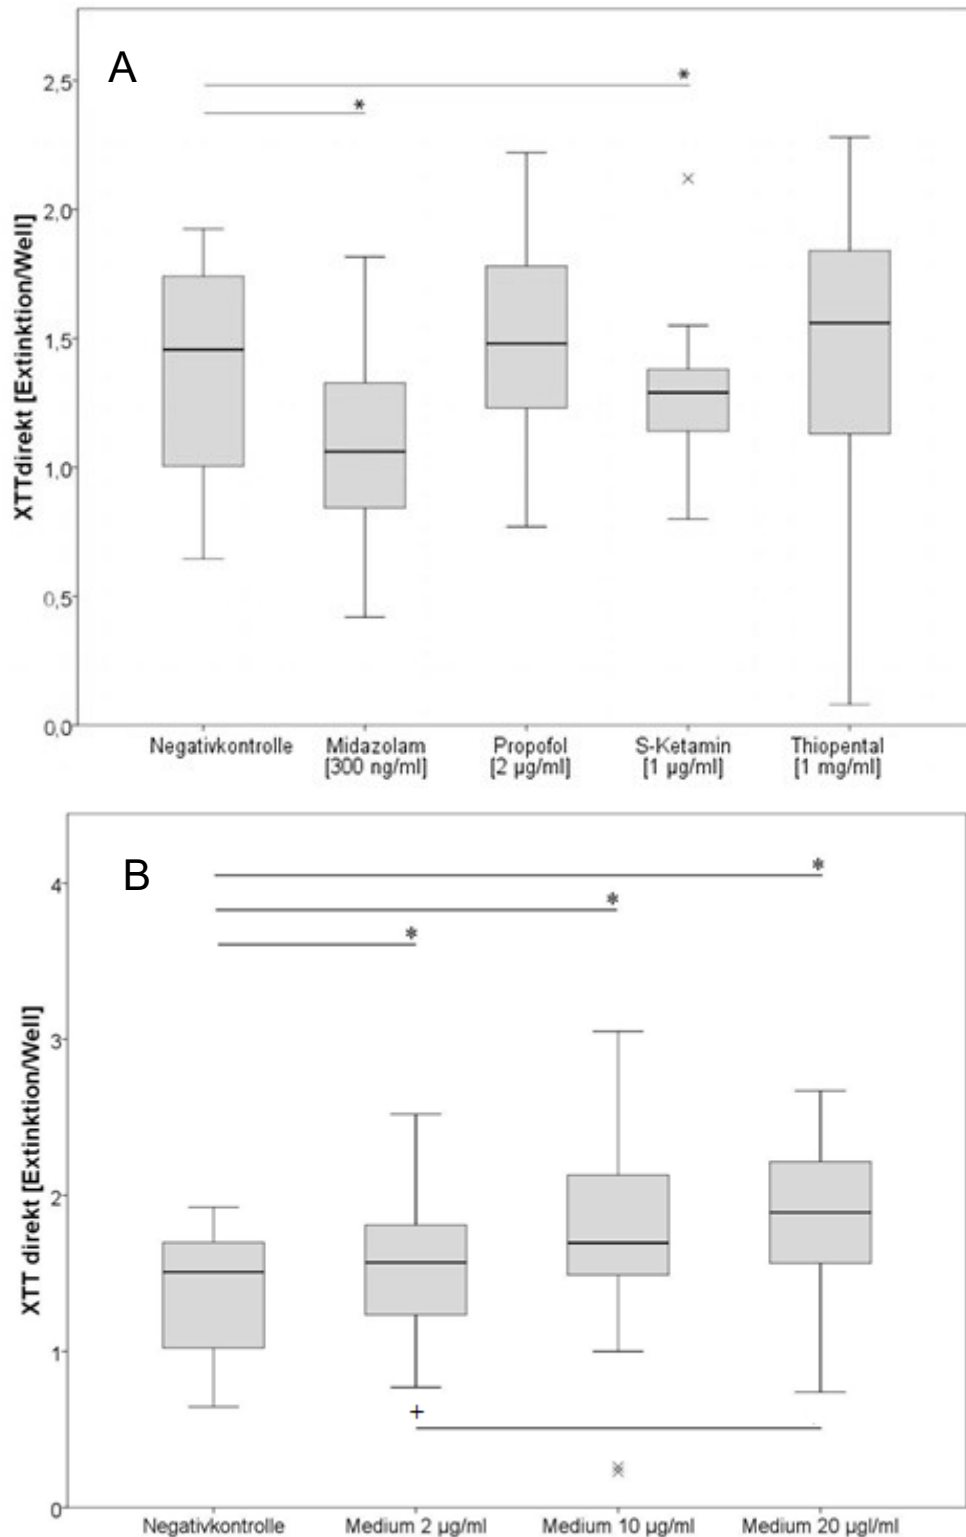 A
*
*
2,5
2,0
1,5
1,0
0,5
0,0
XTTdirekt [Extinktion/Well]
Negativkontrolle Midazolam Propofol S-Ketamin Thiopental
[300 ng/ml] [2 µg/ml] [1 µg/ml] [1 mg/ml]
B
*
*
*
4
3
2
1
0
+
XTT direkt [Extinktion/Well]
Negativkontrolle Medium 2 µg/ml Medium 10 µg/ml Medium 20 µgl/ml